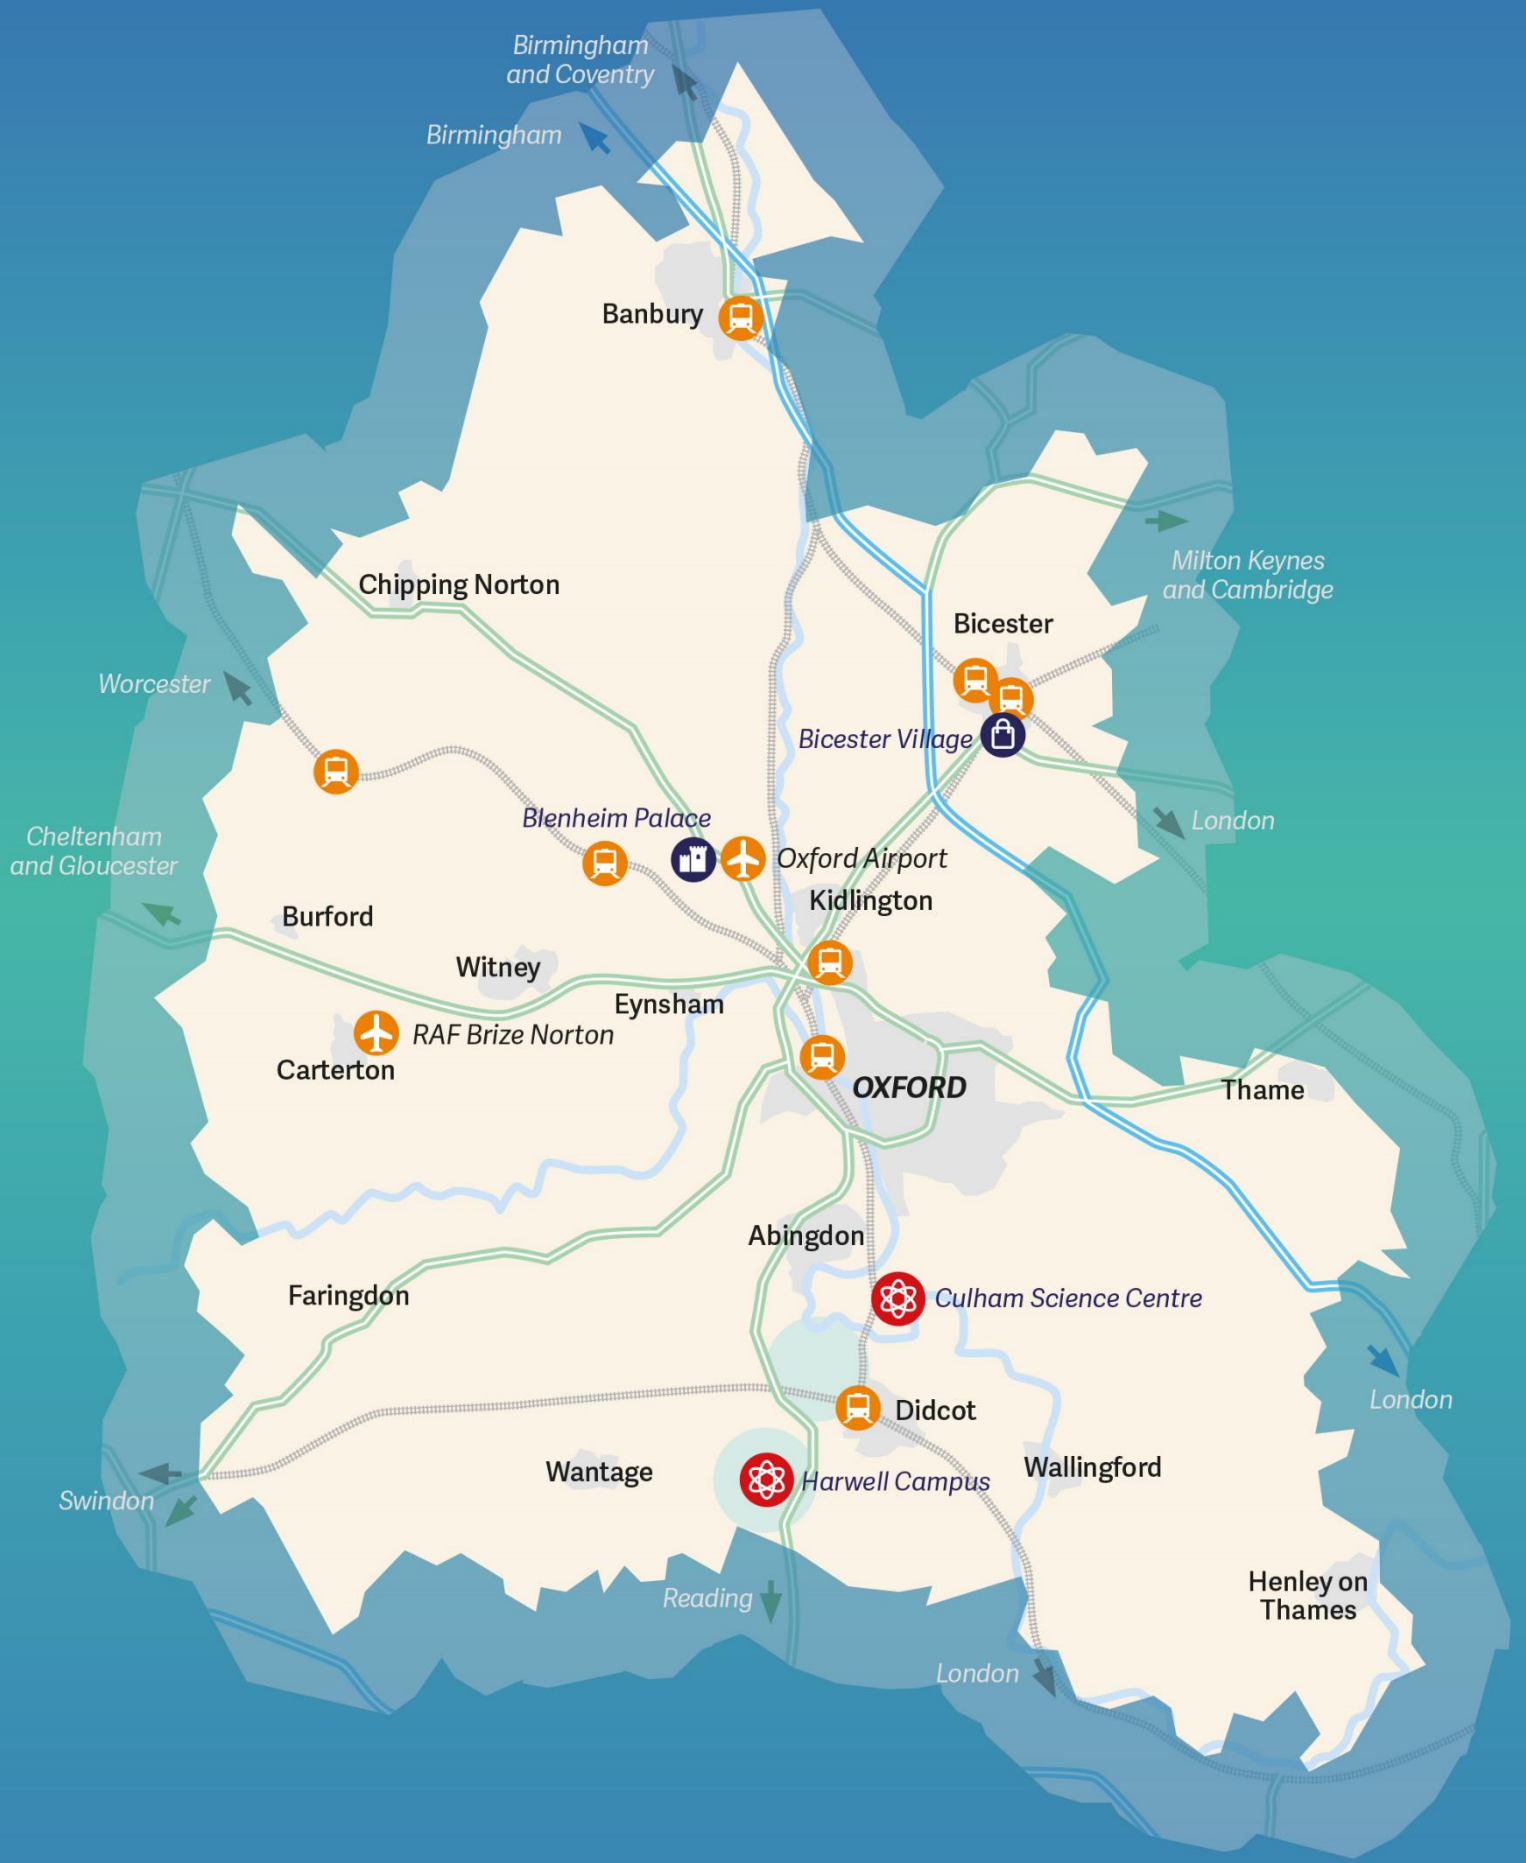 Birmingham
and Coventry
Birmingham
Banbury
Milton Keynes
and Cambridge
Chipping Norton
Bicester
Worcester
Bicester Village
Blenheim Palace
London
Cheltenham
and Gloucester
Oxford Airport
Kidlington
Burford
Witney
Eynsham
RAF Brize Norton
Carterton
OXFORD
Thame
Abingdon
Faringdon
Culham Science Centre
London
Didcot
Wantage
Harwell Campus
Wallingford
Swindon
Reading
Henley on
Thames
London